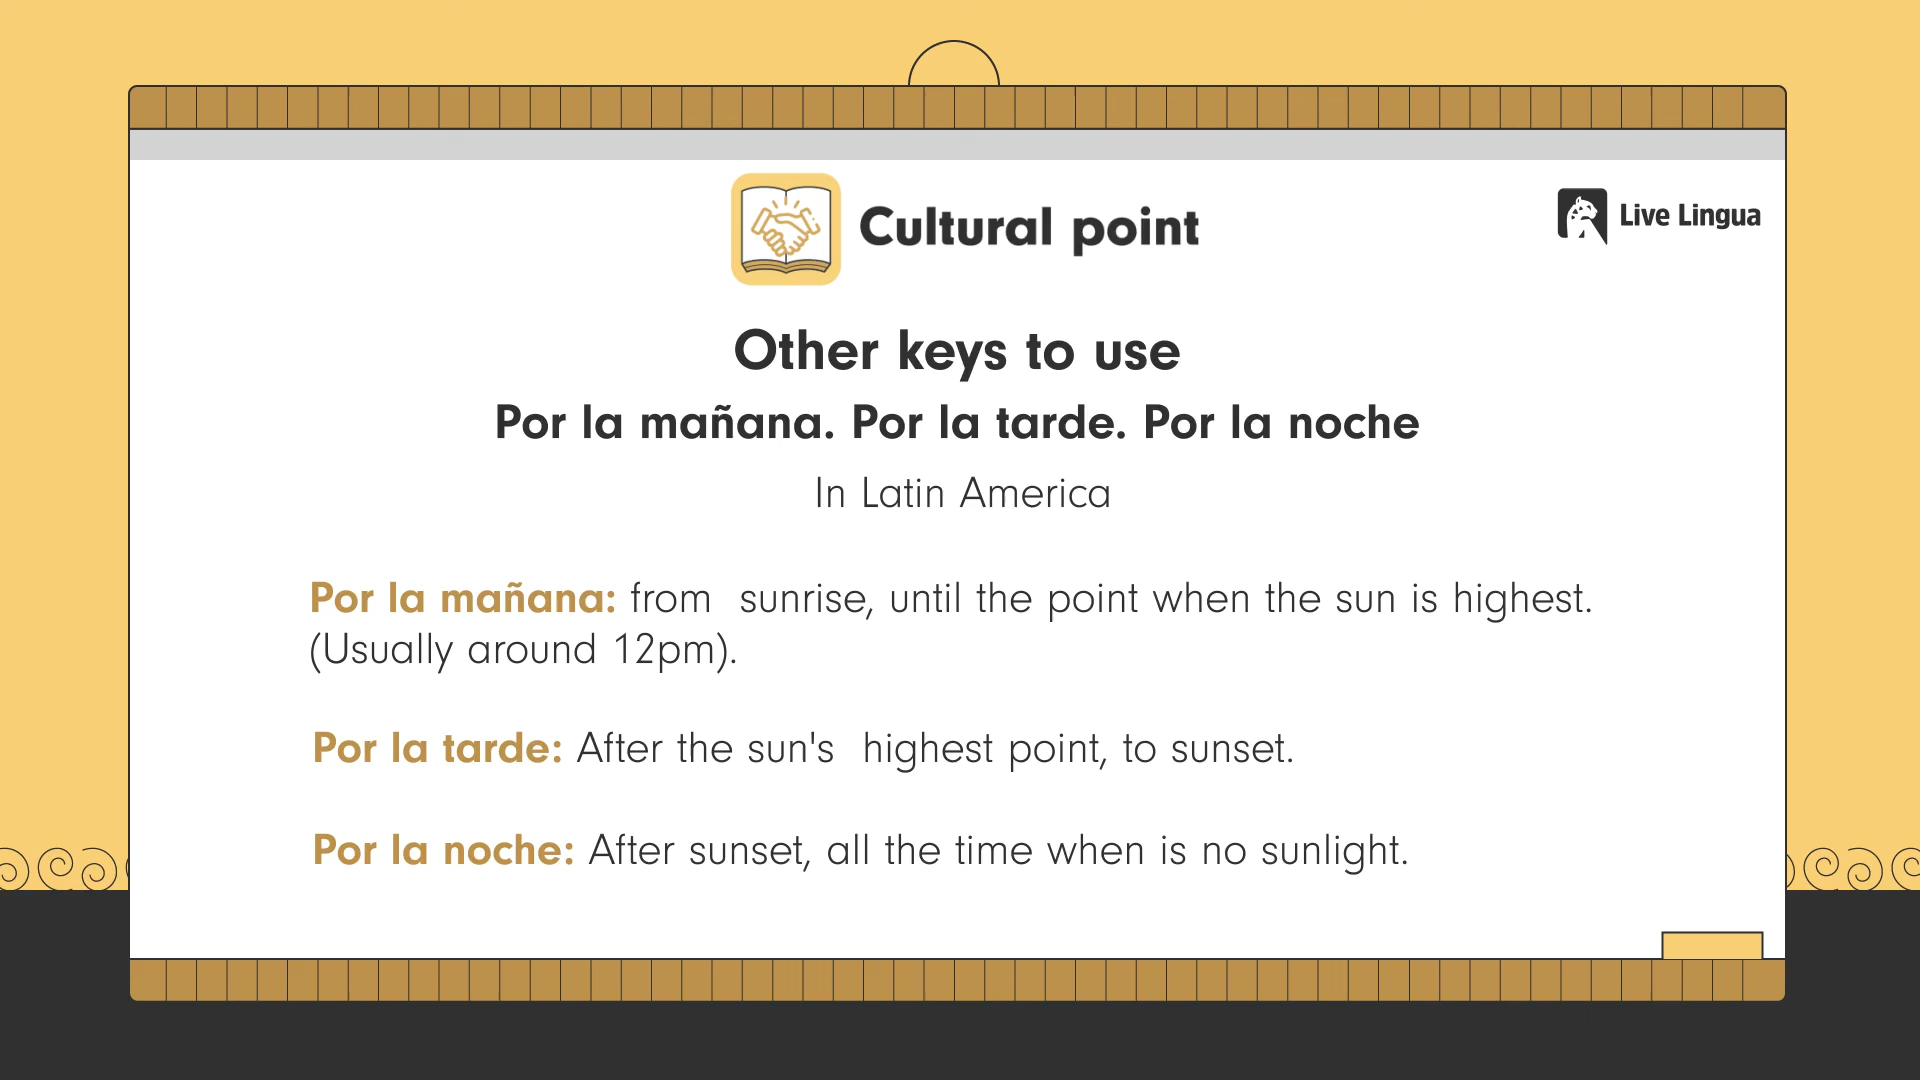 Cultural point
Live Lingua
Other keys to use
Por la mañana. Por la tarde. Por la noche
In Latin America
Por la mañana: from  sunrise, until the point when the sun is highest.
(Usually around 12pm).
Por la tarde: After the sun's  highest point, to sunset.
Por la noche: After sunset, all the time when is no sunlight.